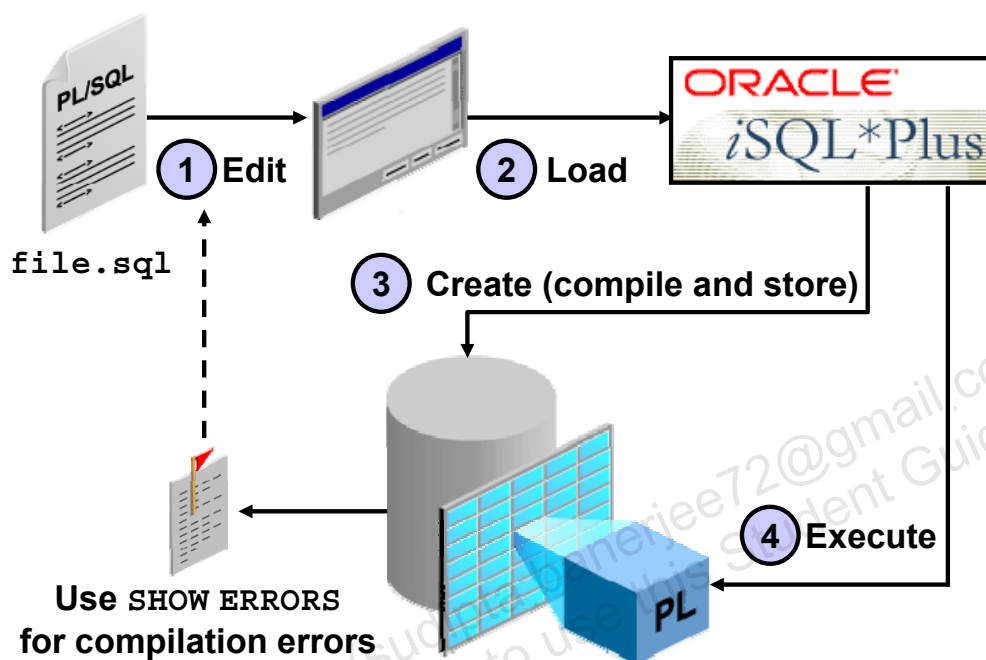 PL/SQL
ORACLE
iSQL*Plus
1 Edit
2 Load
file.sql
3 Create (compile and store)
4 Execute
PL
Use SHOW ERRORS
for compilation errors